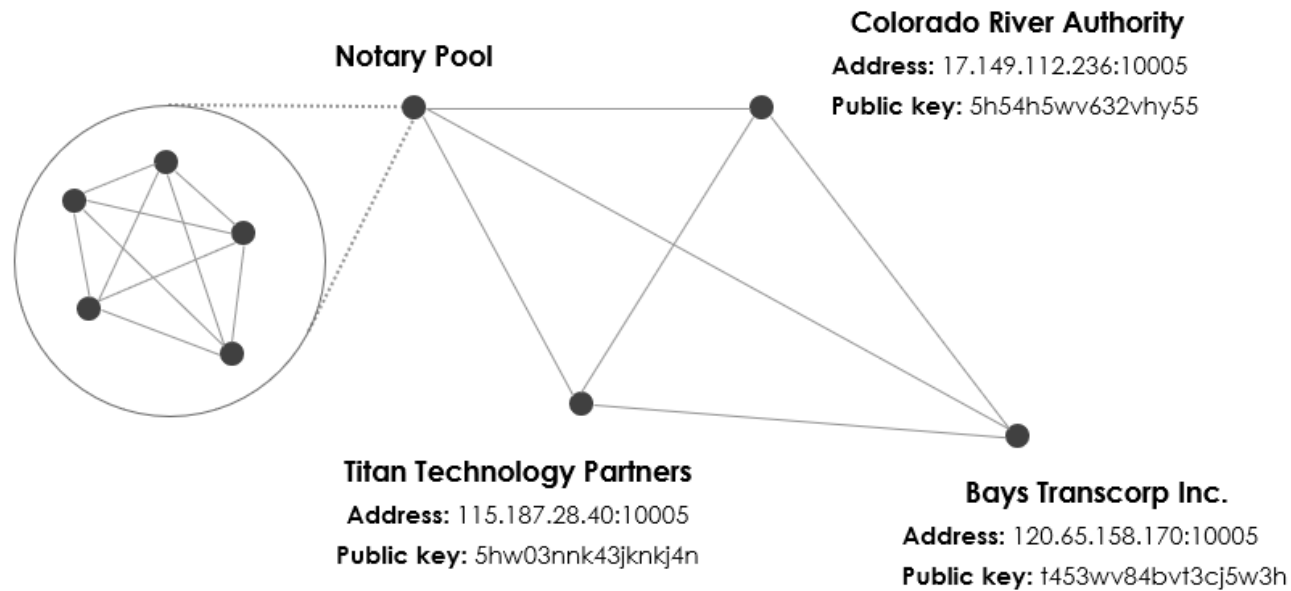 Notary Pool
Colorado River Authority
Address: 17.149.112.236:10005
Public key: 5h54h5wv632vhy55
Titan Technology Partners
Address: 115.187.28.40:10005
Public key: 5hw03nnk43jknkj4n
Bays Transcorp Inc.
Address: 120.65.158.170:10005
Public key: t453wv84bvt3cj5w3h